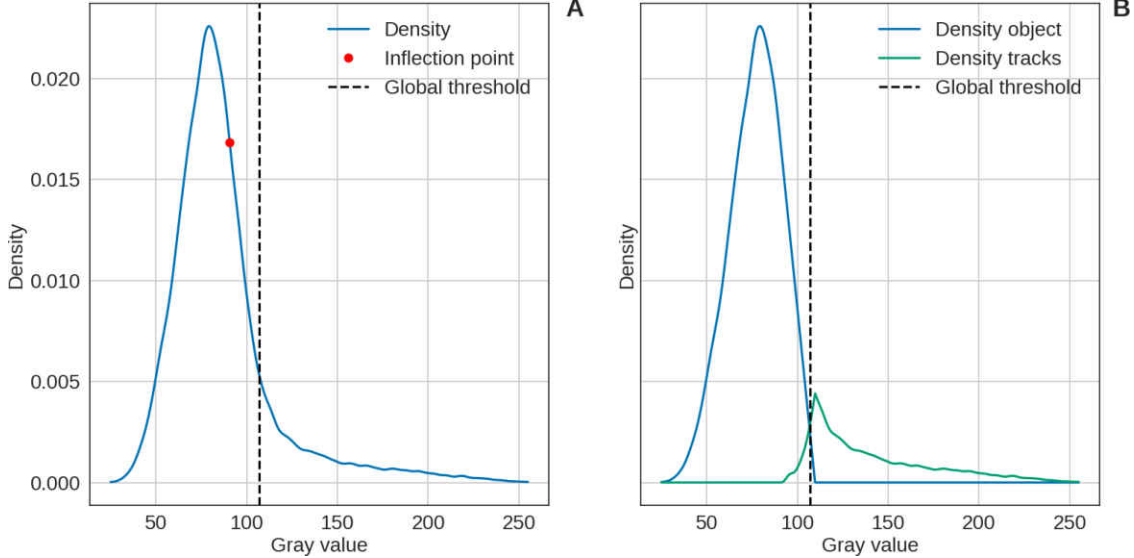 A
Density
Inflection point
Global threshold
0.020
0.015
0.010
0.005
0.000
Density
50
100
150
200
250
Gray value
B
Density object
Density tracks
Global threshold
Density
50
100
150
200
250
Gray value